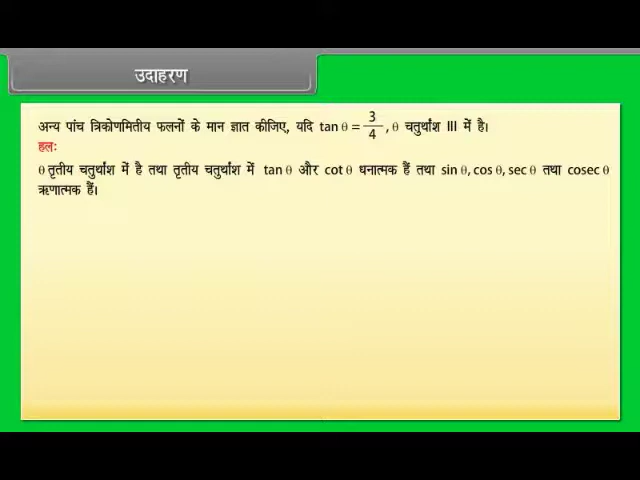 उदाहरण
अन्य पांच त्रिकोणमितीय फलनों के मान ज्ञात कीजिए, यदि tan θ = 3/4 , θ चतुर्थांश III में है।
हलः
θ तृतीय चतुर्थांश में है तथा तृतीय चतुर्थांश में tan θ और cot θ धनात्मक हैं तथा sin θ, cos θ, sec θ तथा cosec θ
ऋणात्मक हैं।